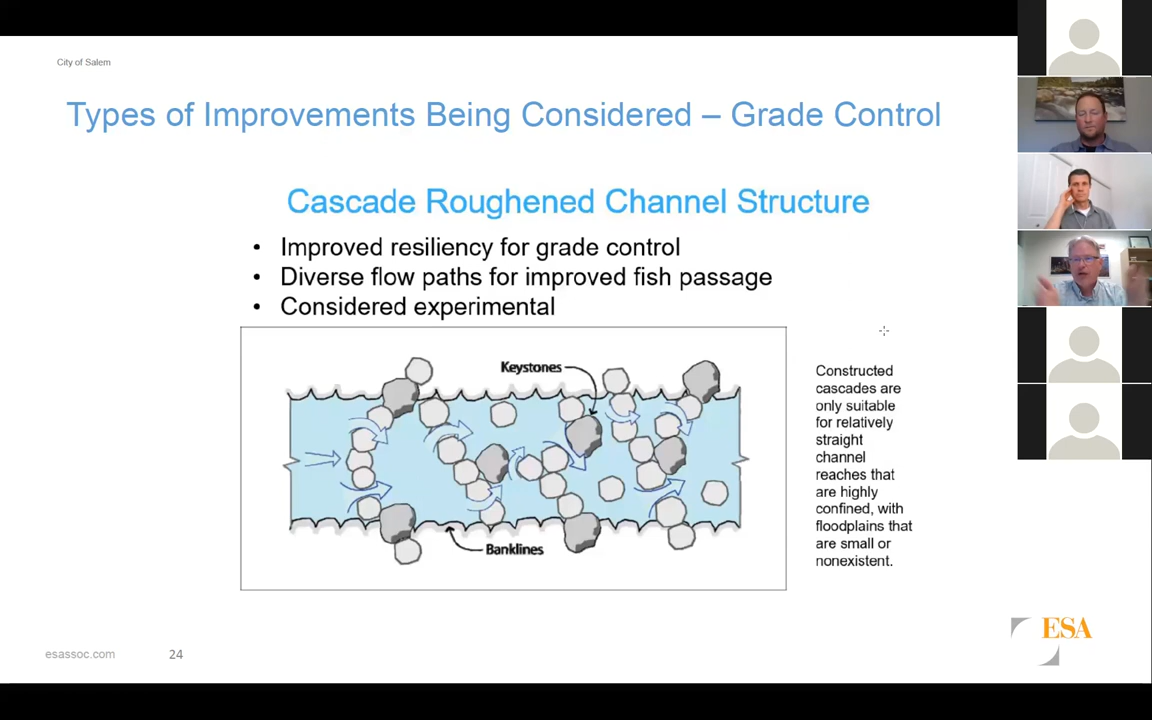 City of Salem
Types of Improvements Being Considered – Grade Control
Cascade Roughened Channel Structure
• Improved resiliency for grade control
• Diverse flow paths for improved fish passage
• Considered experimental
Keystones
Banklines
Constructed
cascades are
only suitable
for relatively
straight
channel
reaches that
are highly
confined, with
floodplains that
are small or
nonexistent.
esassoc.com
24
ESA